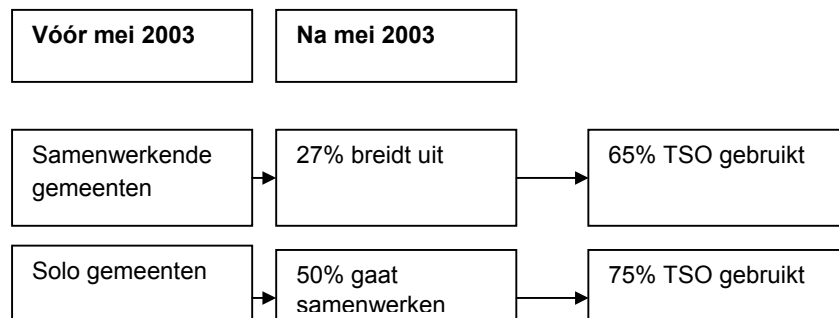 Vóór mei 2003
Na mei 2003
Samenwerkende
gemeenten
27% breidt uit
65% TSO gebruikt
Solo gemeenten
50% gaat
samenwerken
75% TSO gebruikt